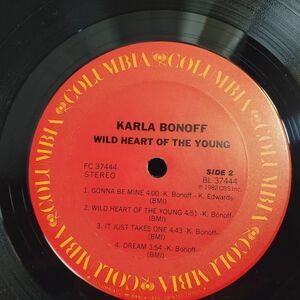 COLUMBIA COLUMBIA COLUMBIA COLUMBIA
KARLA BONOFF
WILD HEART OF THE YOUNG
FC 37444
STEREO
SIDE 2
BL 37444
℗ 1982 CBS Inc.
1. GONNA BE MINE 4:00 -K. Bonoff- K. Edwards
(BMI)
2. WILD HEART OF THE YOUNG 4:51 -K. Bonoff-
(BMI)
3. IT JUST TAKES ONE 4:43 -K. Bonoff-
(BMI)
4. DREAM 3:54 -K. Bonoff-
(BMI)